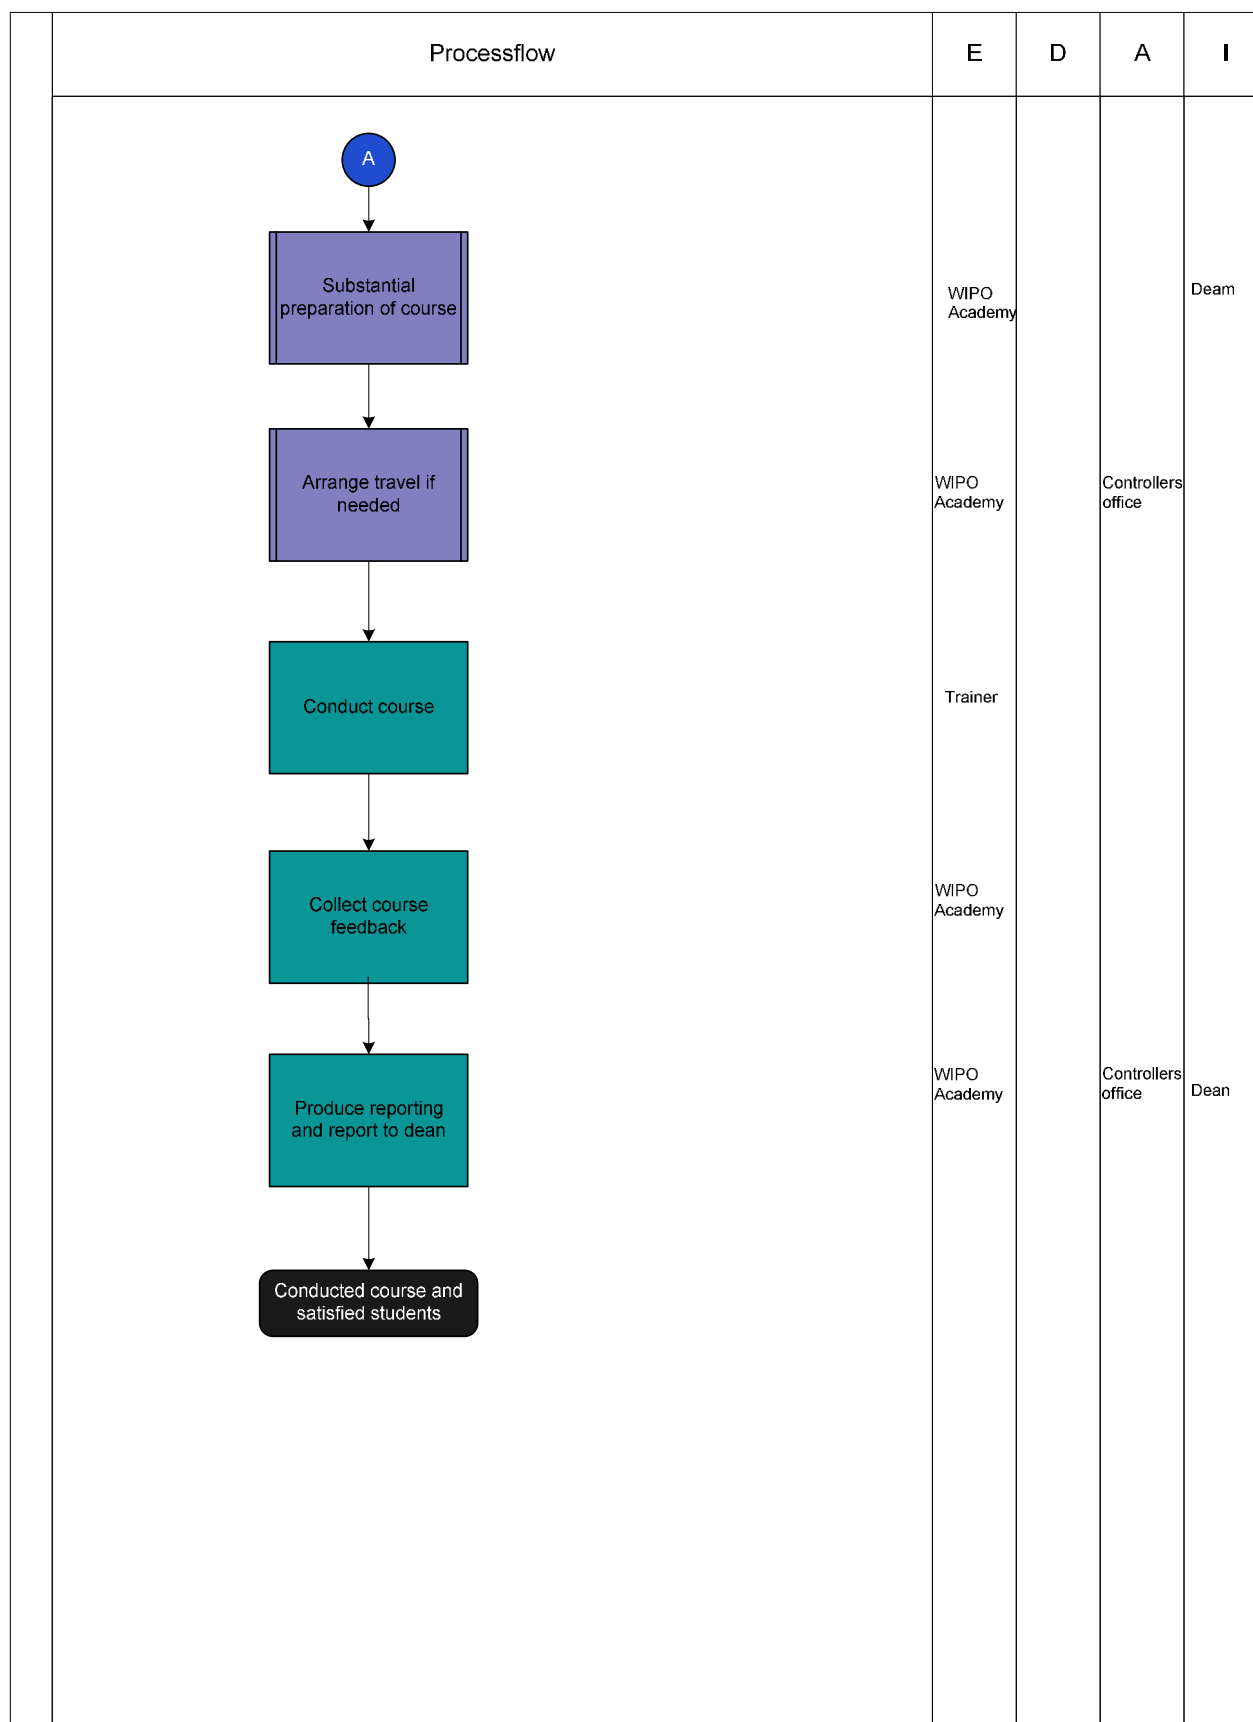 Processflow
E
D
A
I
A
Substantial
preparation of course
WIPO
Academy
Deam
Arrange travel if
needed
WIPO
Academy
Controllers
office
Conduct course
Trainer
Collect course
feedback
WIPO
Academy
Produce reporting
and report to dean
WIPO
Academy
Controllers
office
Dean
Conducted course and
satisfied students